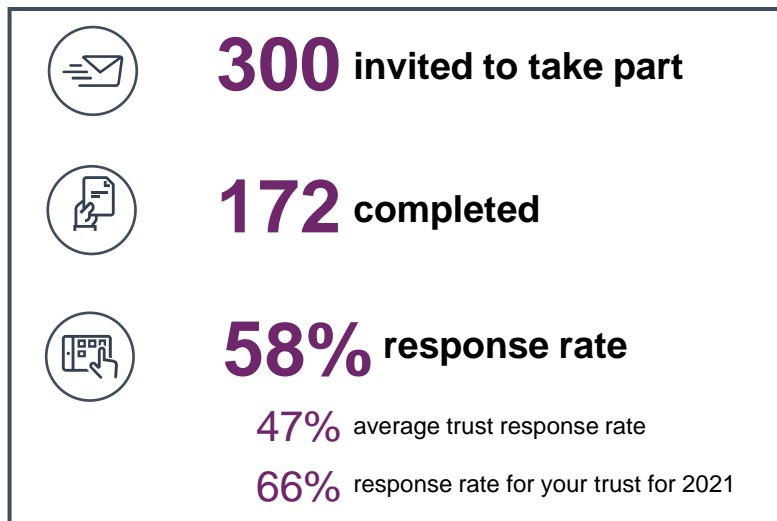 300 invited to take part
172 completed
58% response rate
47% average trust response rate
66% response rate for your trust for 2021